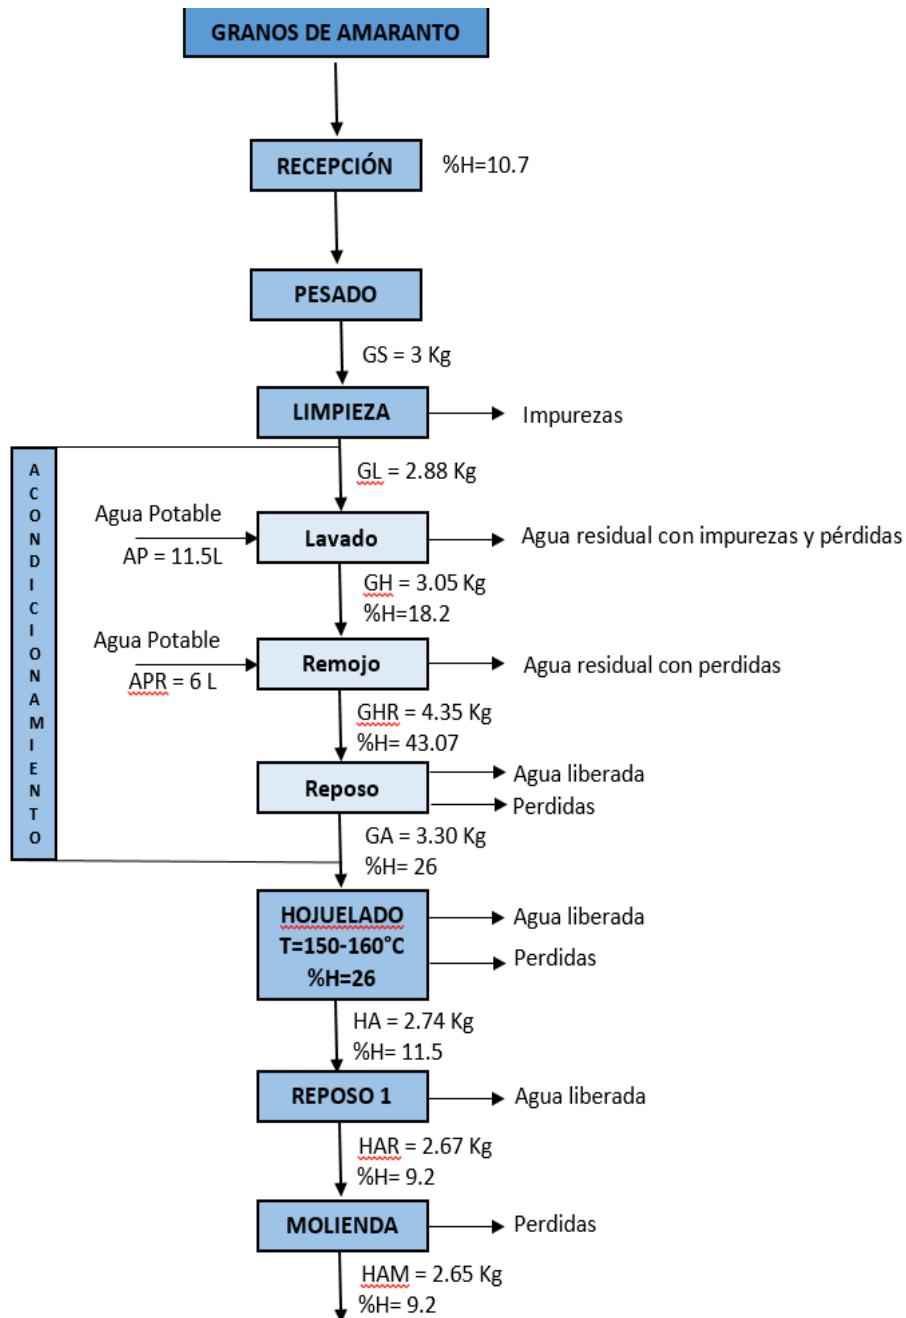 GRANOS DE AMARANTO
RECEPCIÓN
%H=10.7
PESADO
GS = 3 Kg
LIMPIEZA
Impurezas
ACONDICIONAMIENTO
GL = 2.88 Kg
Agua Potable
AP = 11.5L
Lavado
Agua residual con impurezas y pérdidas
GH = 3.05 Kg
%H=18.2
Agua Potable
APR = 6 L
Remojo
Agua residual con perdidas
GHR = 4.35 Kg
%H= 43.07
Reposo
Agua liberada
Perdidas
GA = 3.30 Kg
%H= 26
HOJUELADO
T=150-160°C
%H=26
Agua liberada
Perdidas
HA = 2.74 Kg
%H= 11.5
REPOSO 1
Agua liberada
HAR = 2.67 Kg
%H= 9.2
MOLIENDA
Perdidas
HAM = 2.65 Kg
%H= 9.2